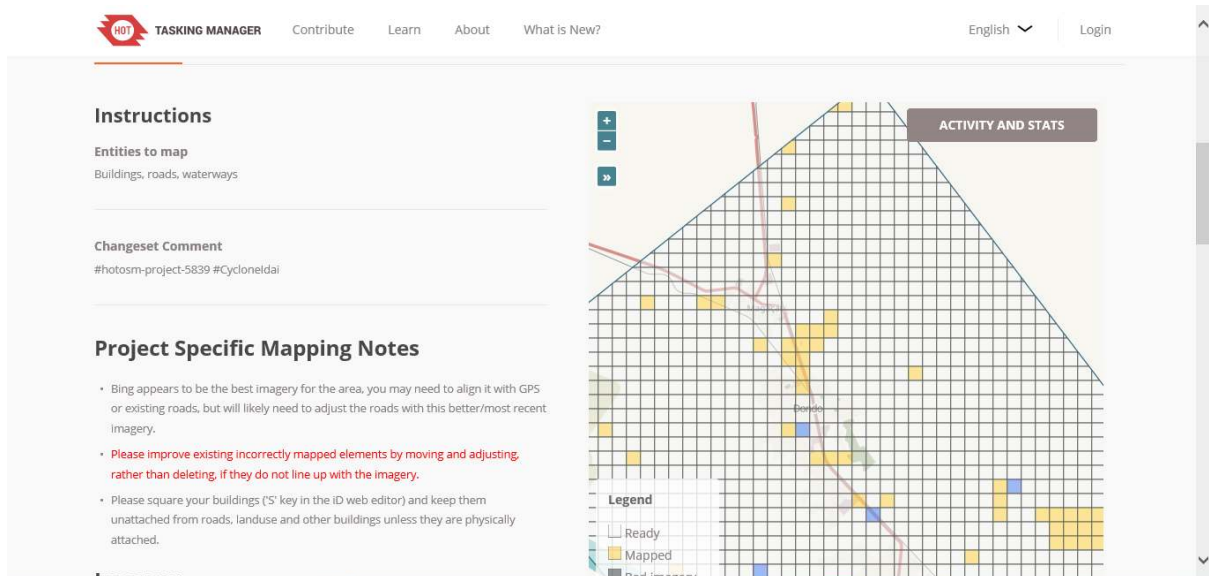 HOT TASKING MANAGER Contribute Learn About What is New? English Login
Instructions
Entities to map
Buildings, roads, waterways
Changeset Comment
#hotosm-project-5839 #CycloneIdai
Project Specific Mapping Notes
• Bing appears to be the best imagery for the area, you may need to align it with GPS
or existing roads, but will likely need to adjust the roads with this better/most recent
imagery.
• Please improve existing incorrectly mapped elements by moving and adjusting,
rather than deleting, if they do not line up with the imagery.
• Please square your buildings ('S' key in the iD web editor) and keep them
unattached from roads, landuse and other buildings unless they are physically
attached.
+
−
»
ACTIVITY AND STATS
Dondo
Legend
Ready
Mapped
Bad imagery